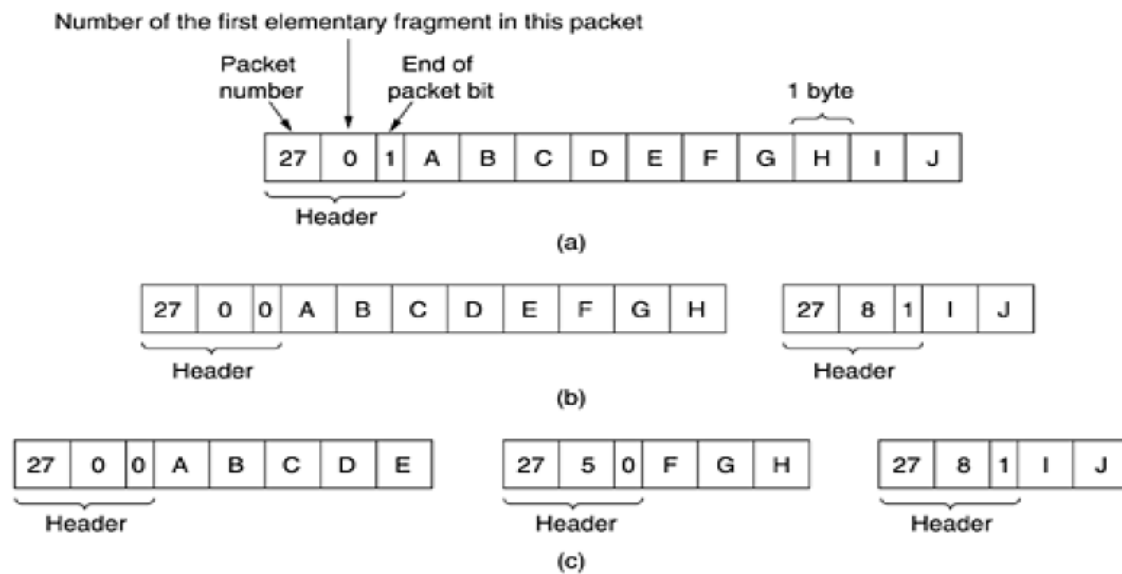 Number of the first elementary fragment in this packet
Packet
number
End of
packet bit
1 byte
27 0 1 A B C D E F G H I J
Header
(a)
27 0 0 A B C D E F G H
27 8 1 I J
Header
Header
(b)
27 0 0 A B C D E
27 5 0 F G H
27 8 1 I J
Header
Header
Header
(c)